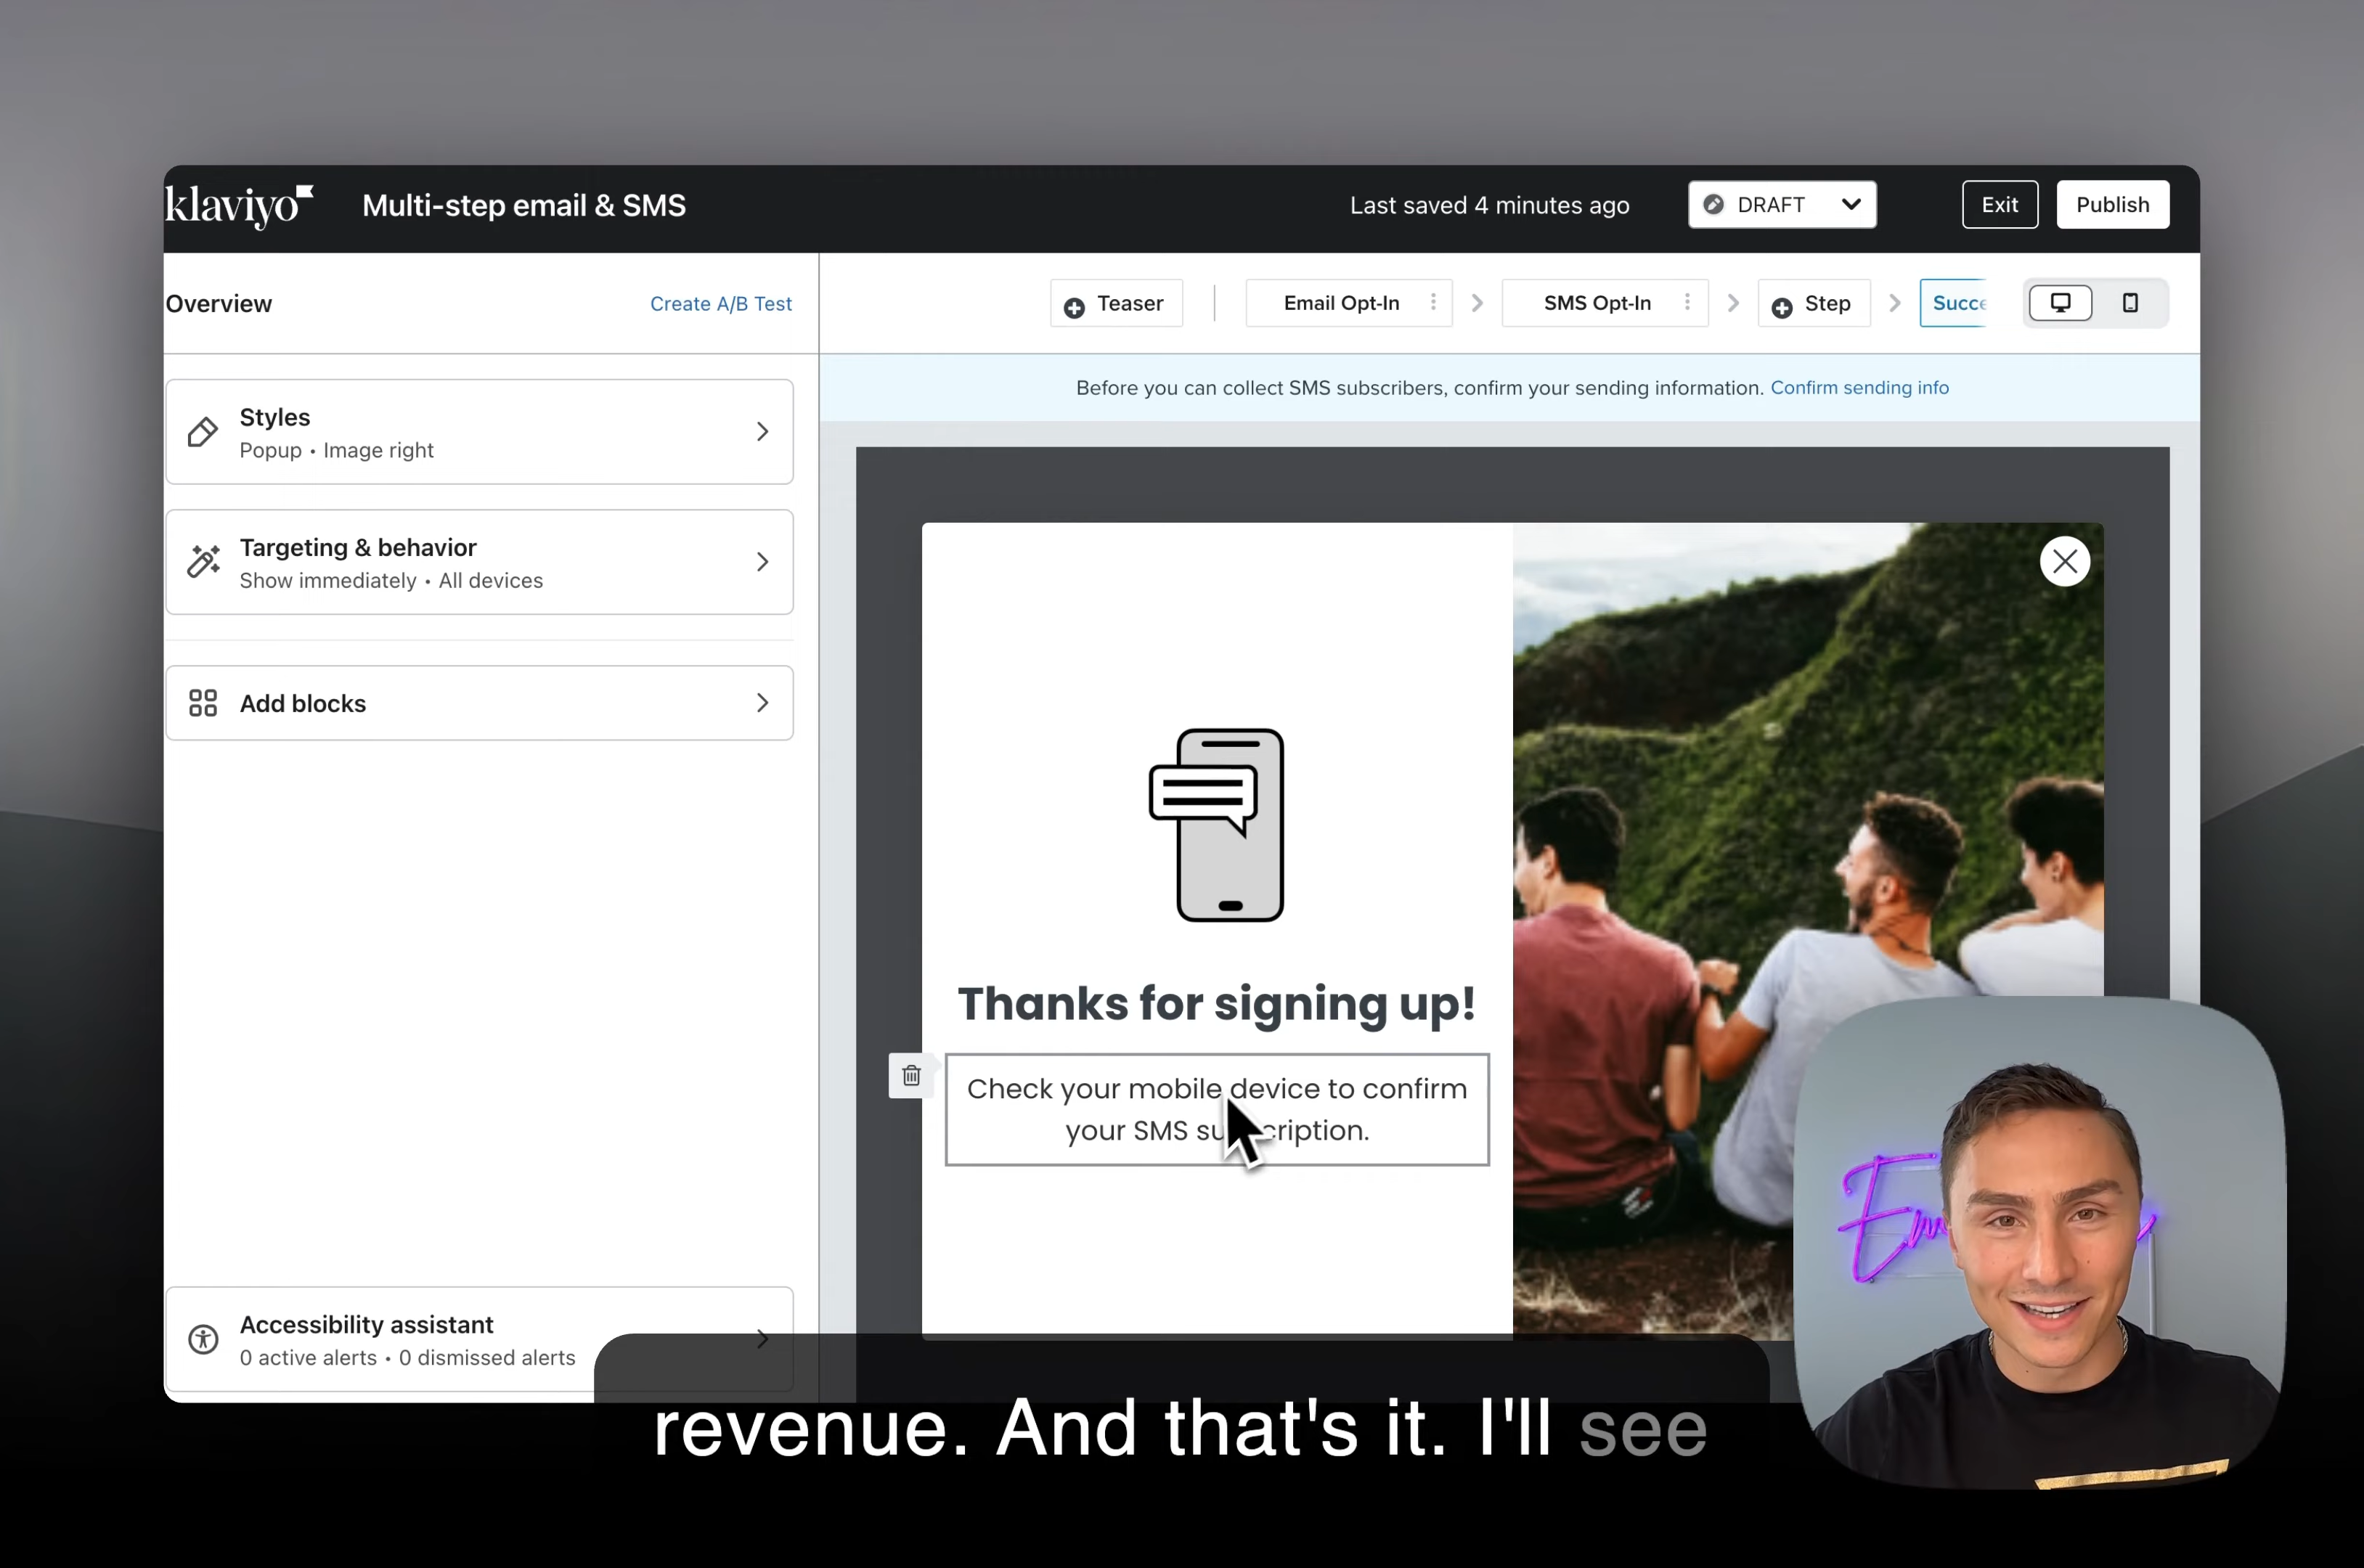 klaviyo
Multi-step email & SMS
Last saved 4 minutes ago
DRAFT
Exit
Publish
Overview
Create A/B Test
Teaser
Email Opt-In
SMS Opt-In
Step
Succe
Styles
Popup • Image right
Targeting & behavior
Show immediately • All devices
Add blocks
Before you can collect SMS subscribers, confirm your sending information. Confirm sending info
Thanks for signing up!
Check your mobile device to confirm
your SMS
Accessibility assistant
0 active alerts • 0 dismissed alerts
revenue. And that's it. I'll see